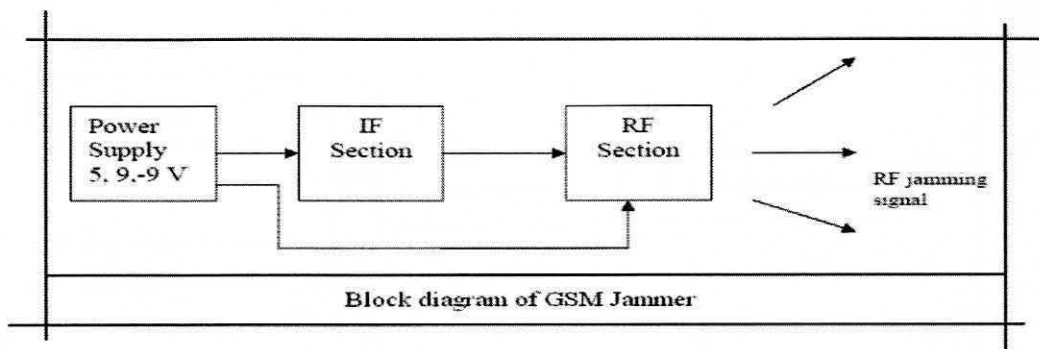 Power
Supply
5, 9,-9 V
IF
Section
RF
Section
RF jamming
signal
Block diagram of GSM Jammer